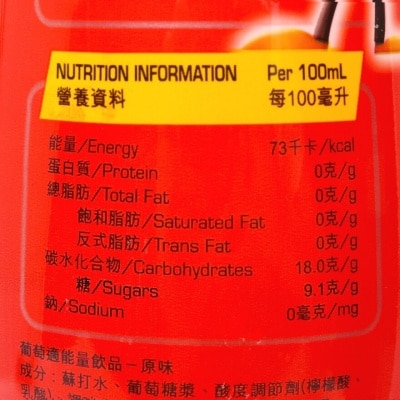 NUTRITION INFORMATION Per 100mL
營養資料 每100毫升
能量/Energy 73千卡/kcal
蛋白質/Protein 0克/g
總脂肪/Total Fat 0克/g
飽和脂肪/Saturated Fat 0克/g
反式脂肪/Trans Fat 0克/g
碳水化合物/Carbohydrates 18.0克/g
糖/Sugars 9.1克/g
鈉/Sodium 0毫克/mg
葡萄適能量飲品–原味
成分：蘇打水、葡萄糖漿、酸度調節劑(檸檬酸、
乳酸)、